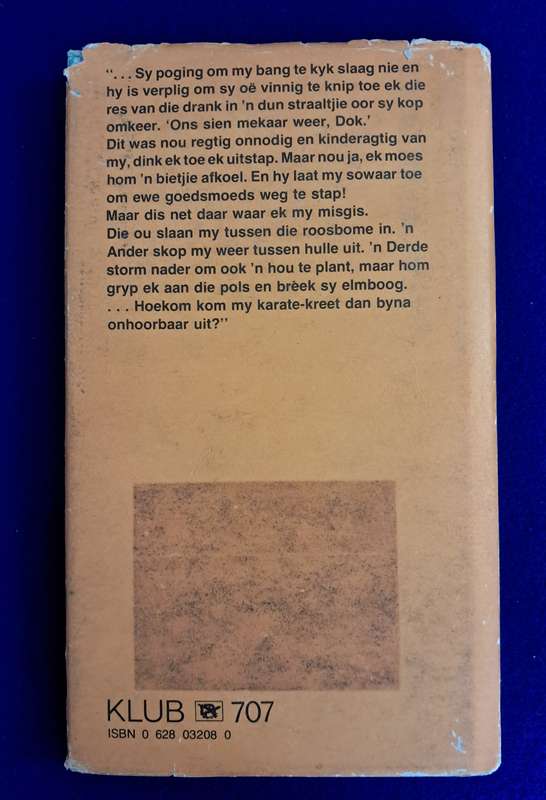 “. . . Sy poging om my bang te kyk slaag nie en
hy is verplig om sy oë vinnig te knip toe ek die
res van die drank in 'n dun straaltjie oor sy kop
omkeer. ‘Ons sien mekaar weer, Dok.’
Dit was nou regtig onnodig en kinderagtig van
my, dink ek toe ek uitstap. Maar nou ja, ek moes
hom 'n bietjie afkoel. En hy laat my sowaar toe
om ewe goedsmoeds weg te stap!
Maar dis net daar waar ek my misgis.
Die ou slaan my tussen die roosbome in. 'n
Ander skop my weer tussen hulle uit. 'n Derde
storm nader om ook 'n hou te plant, maar hom
gryp ek aan die pols en brèek sy elmboog.
. . . Hoekom kom my karate-kreet dan byna
onhoorbaar uit?”
KLUB 707
ISBN 0 628 03208 0